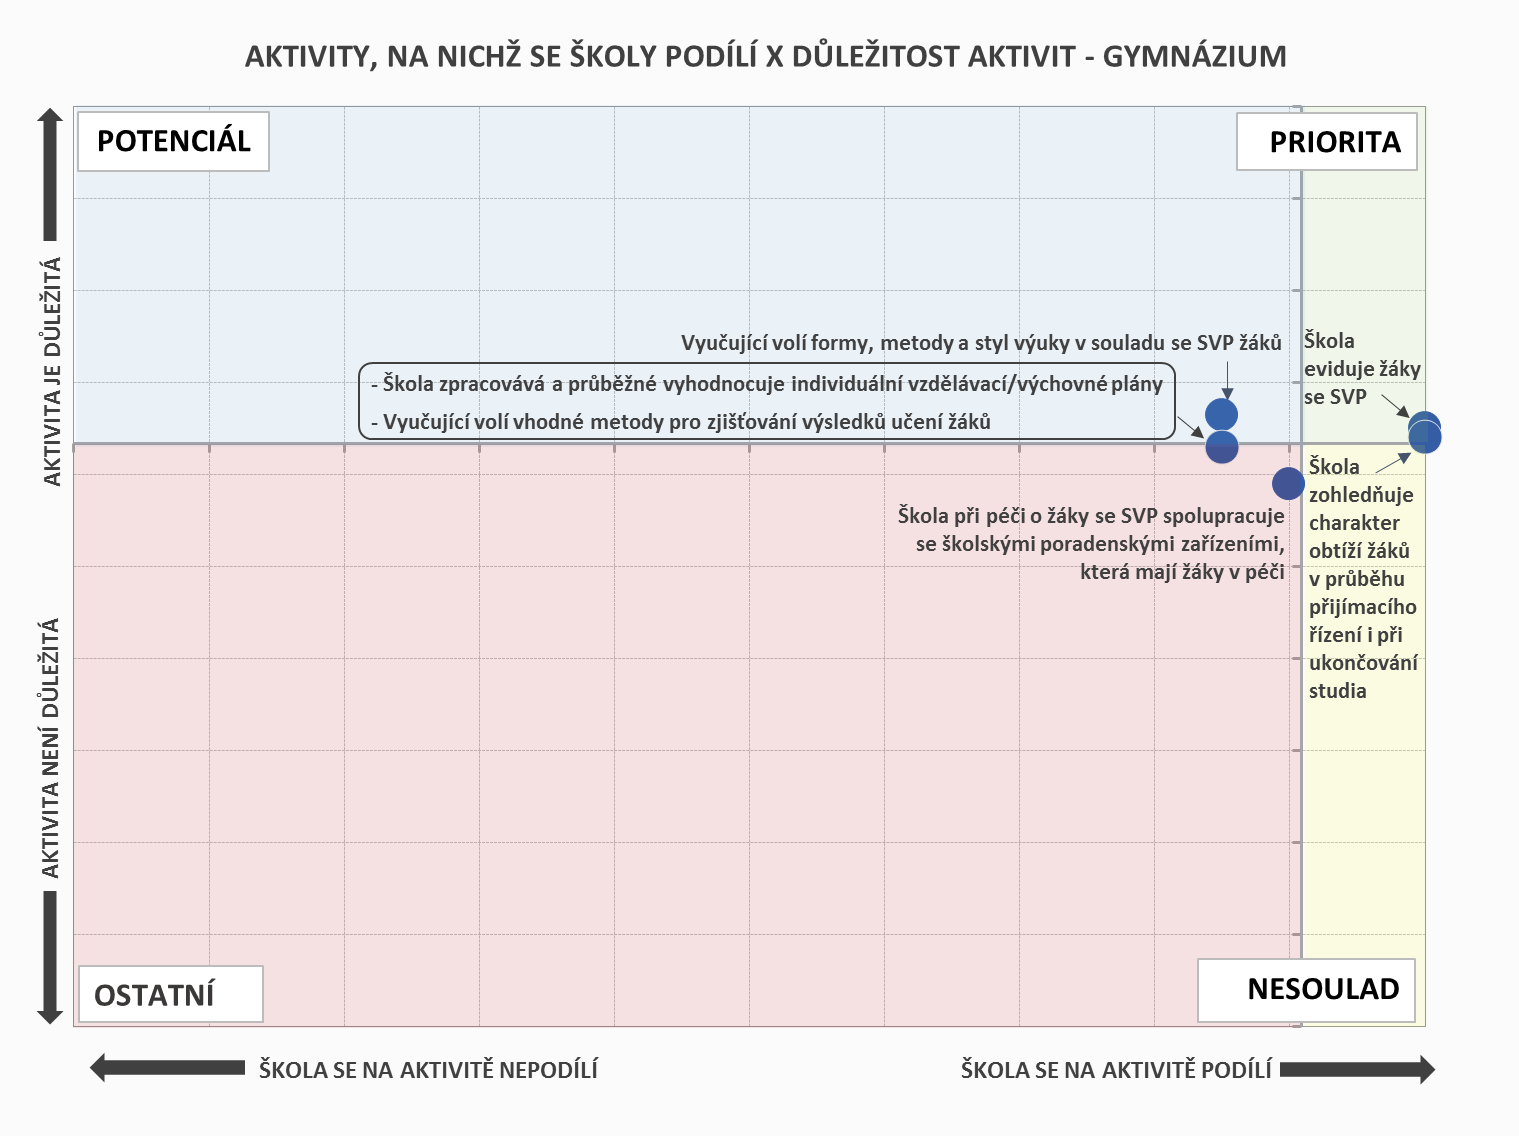 AKTIVITY, NA NICHŽ SE ŠKOLY PODÍLÍ X DŮLEŽITOST AKTIVIT - GYMNÁZIUM
POTENCIÁL
PRIORITA
AKTIVITA JE DŮLEŽITÁ
Vyučující volí formy, metody a styl výuky v souladu se SVP žáků
- Škola zpracovává a průběžné vyhodnocuje individuální vzdělávací/výchovné plány
- Vyučující volí vhodné metody pro zjišťování výsledků učení žáků
Škola
eviduje žáky
se SVP
Škola
zohledňuje
charakter
obtíží žáků
v průběhu
přijímacího
řízení i při
ukončování
studia
Škola při péči o žáky se SVP spolupracuje
se školskými poradenskými zařízeními,
která mají žáky v péči
AKTIVITA NENÍ DŮLEŽITÁ
OSTATNÍ
NESOULAD
ŠKOLA SE NA AKTIVITĚ NEPODÍLÍ
ŠKOLA SE NA AKTIVITĚ PODÍLÍ